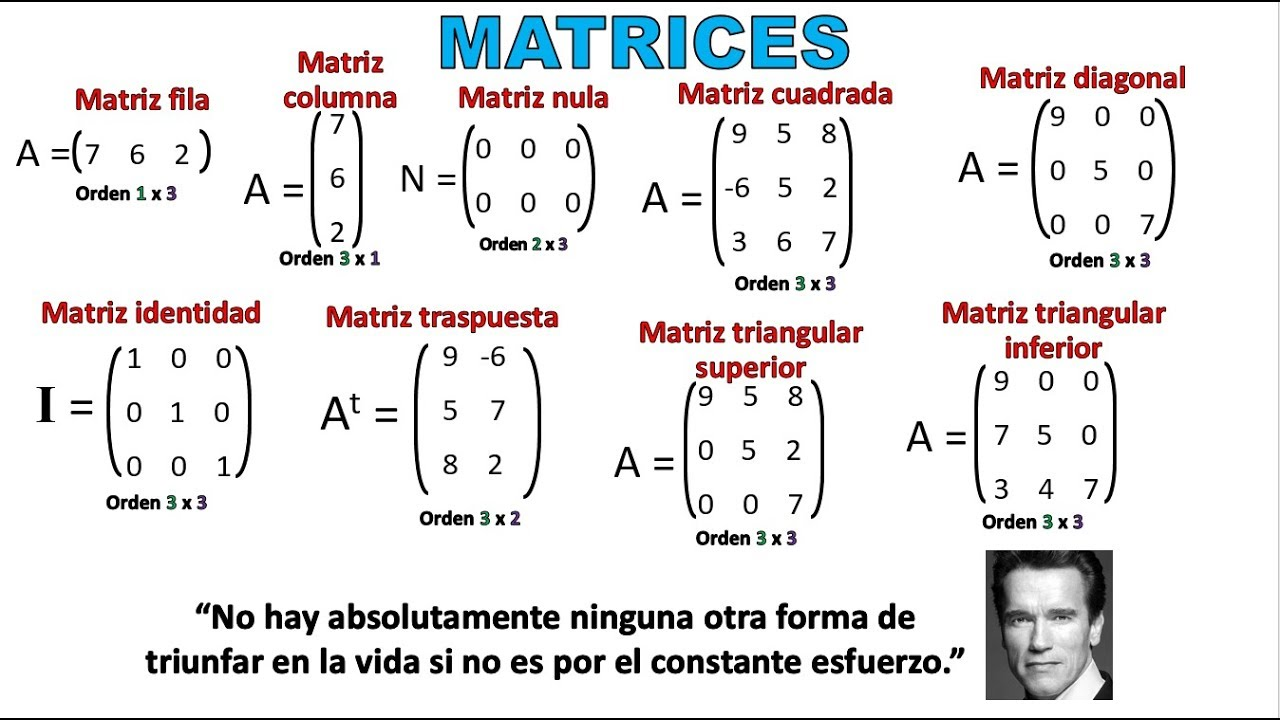 MATRICES
Matriz fila
A = (7 6 2)
Orden 1 x 3
Matriz
columna
A =
7
6
2
Orden 3 x 1
Matriz nula
N =
0 0 0
0 0 0
Orden 2 x 3
Matriz cuadrada
A =
9 5 8
-6 5 2
3 6 7
Orden 3 x 3
Matriz diagonal
A =
9 0 0
0 5 0
0 0 7
Orden 3 x 3
Matriz identidad
I =
1 0 0
0 1 0
0 0 1
Orden 3 x 3
Matriz traspuesta
Aᵗ =
9 -6
5 7
8 2
Orden 3 x 2
Matriz triangular
superior
A =
9 5 8
0 5 2
0 0 7
Orden 3 x 3
Matriz triangular
inferior
A =
9 0 0
7 5 0
3 4 7
Orden 3 x 3
“No hay absolutamente ninguna otra forma de
triunfar en la vida si no es por el constante esfuerzo.”